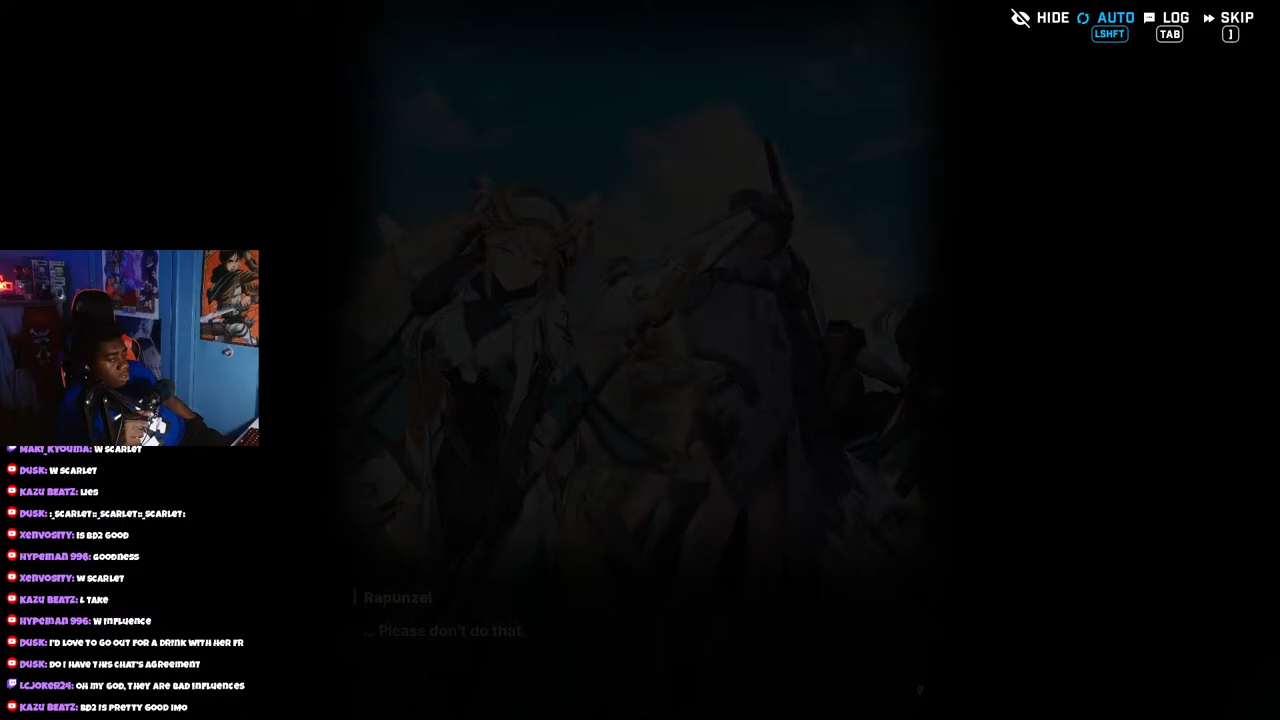 HIDE AUTO LOG SKIP
LSHFT TAB ]
MAKI_KYOUMA: W SCARLET
DUSK: W SCARLET
KAZU BEATZ: LIES
DUSK: :_SCARLET::_SCARLET::_SCARLET:
XENVOSITY: IS BD2 GOOD
HYPEMAN 996: GOODNESS
XENVOSITY: W SCARLET
KAZU BEATZ: L TAKE
HYPEMAN 996: W INFLUENCE
DUSK: I'D LOVE TO GO OUT FOR A DRINK WITH HER FR
DUSK: DO I HAVE THIS CHAT'S AGREEMENT
LCJOKER24: OH MY GOD, THEY ARE BAD INFLUENCES
KAZU BEATZ: BD2 IS PRETTY GOOD IMO
Rapunzel
... Please don't do that.